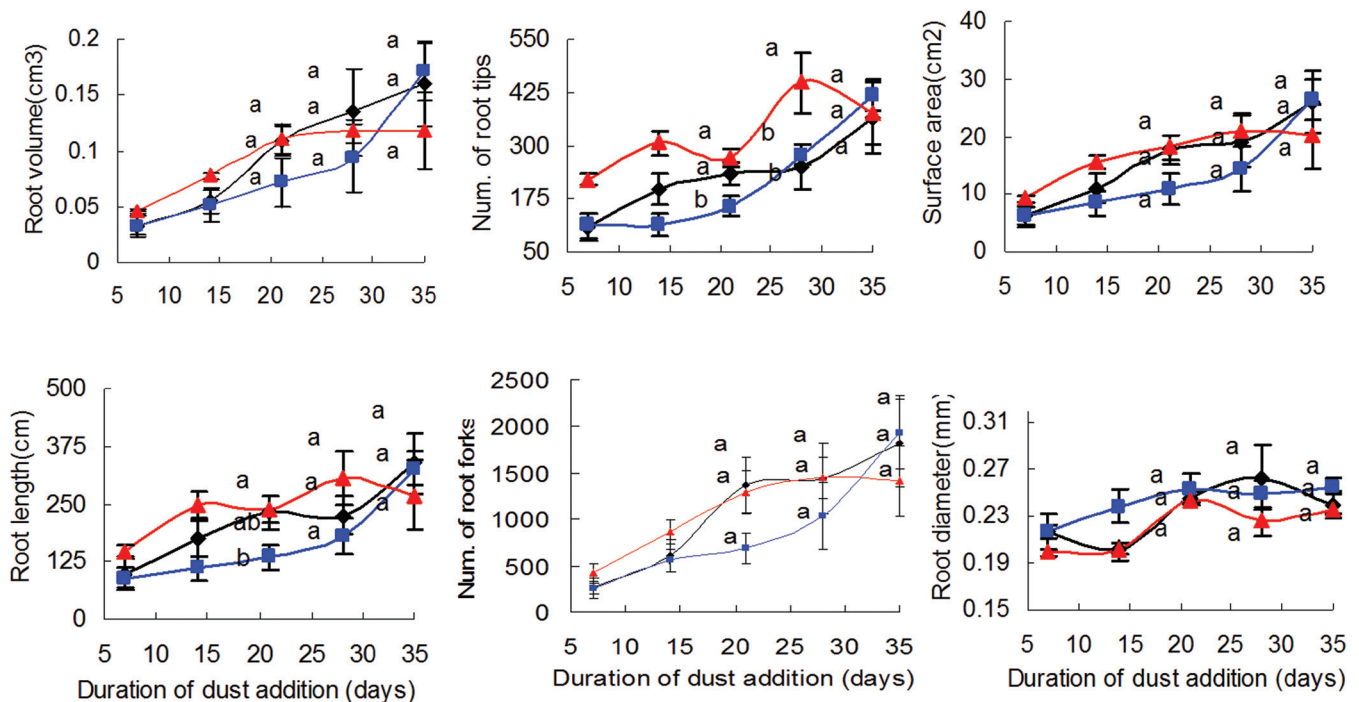 Root volume(cm3)
0.2
0.15
0.1
0.05
0
a
a
a
a
a
a
a
a
a
5 10 15 20 25 30 35
Num. of root tips
550
425
300
175
50
a
a
b
a
b
b
a
a
a
5 10 15 20 25 30 35
Surface area(cm2)
40
30
20
10
0
a
a
a
a
a
a
a
a
a
5 10 15 20 25 30 35
Root length(cm)
500
375
250
125
0
a
ab
b
a
a
a
a
a
a
5 10 15 20 25 30 35
Duration of dust addition (days)
Num. of root forks
2500
2000
1500
1000
500
0
a
a
a
a
a
a
a
a
a
5 10 15 20 25 30 35
Duration of dust addition (days)
Root diameter(mm)
0.31
0.27
0.23
0.19
0.15
a
a
a
a
a
a
a
a
a
5 10 15 20 25 30 35
Duration of dust addition (days)